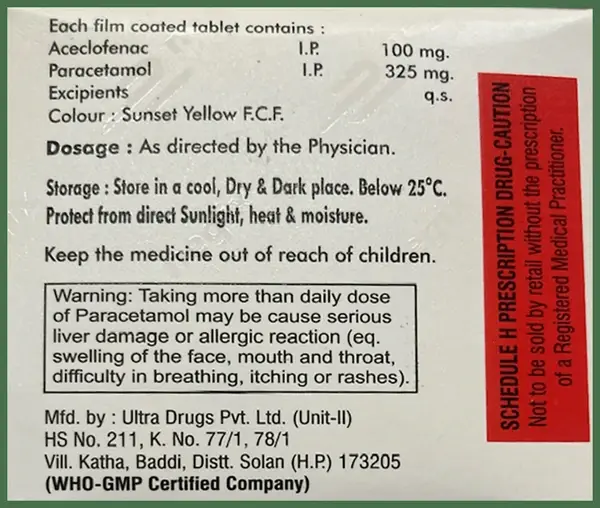 Each film coated tablet contains :
Aceclofenac I.P. 100 mg.
Paracetamol I.P. 325 mg.
Excipients q.s.
Colour : Sunset Yellow F.C.F.
Dosage : As directed by the Physician.
Storage : Store in a cool, Dry & Dark place. Below 25°C.
Protect from direct Sunlight, heat & moisture.
Keep the medicine out of reach of children.
Warning: Taking more than daily dose
of Paracetamol may be cause serious
liver damage or allergic reaction (eq.
swelling of the face, mouth and throat,
difficulty in breathing, itching or rashes).
Mfd. by : Ultra Drugs Pvt. Ltd. (Unit-II)
HS No. 211, K. No. 77/1, 78/1
Vill. Katha, Baddi, Distt. Solan (H.P.) 173205
(WHO-GMP Certified Company)
SCHEDULE H PRESCRIPTION DRUG-CAUTION
Not to be sold by retail without the prescription
of a Registered Medical Practitioner.